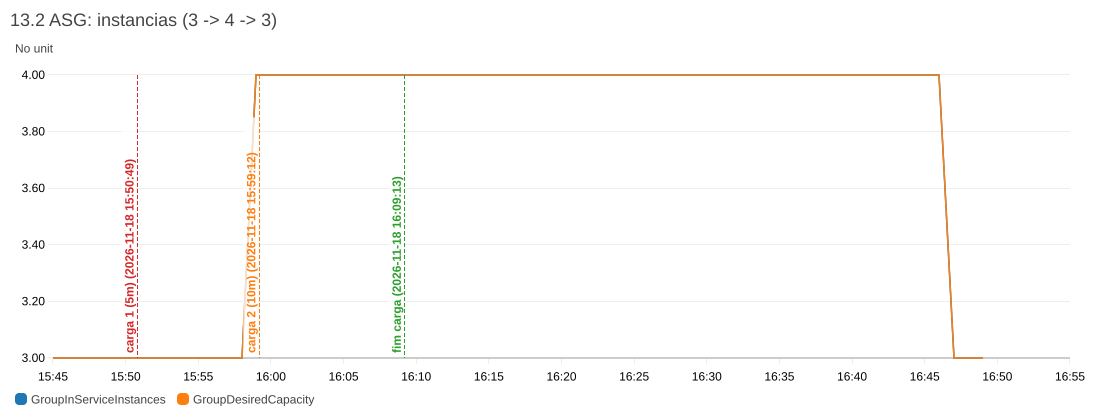 13.2 ASG: instancias (3 -> 4 -> 3)
No unit
4.00
3.80
3.60
3.40
3.20
3.00
carga 1 (5m) (2026-11-18 15:50:49)
carga 2 (10m) (2026-11-18 15:59:12)
fim carga (2026-11-18 16:09:13)
15:45 15:50 15:55 16:00 16:05 16:10 16:15 16:20 16:25 16:30 16:35 16:40 16:45 16:50 16:55
GroupInServiceInstances GroupDesiredCapacity